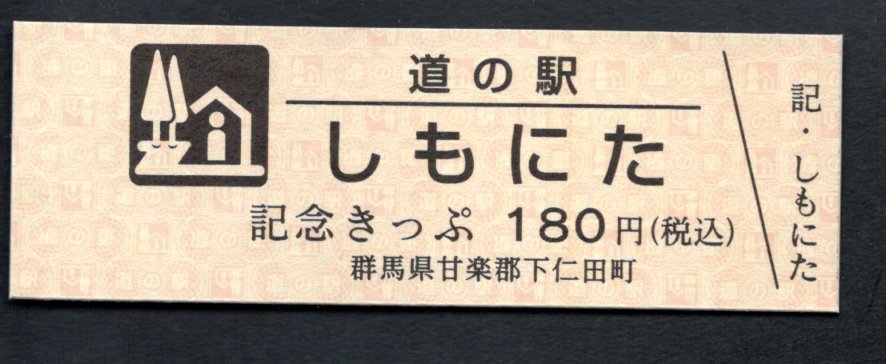 道の駅
しもにた
記念きっぷ 180円(税込)
群馬県甘楽郡下仁田町
記・しもにた